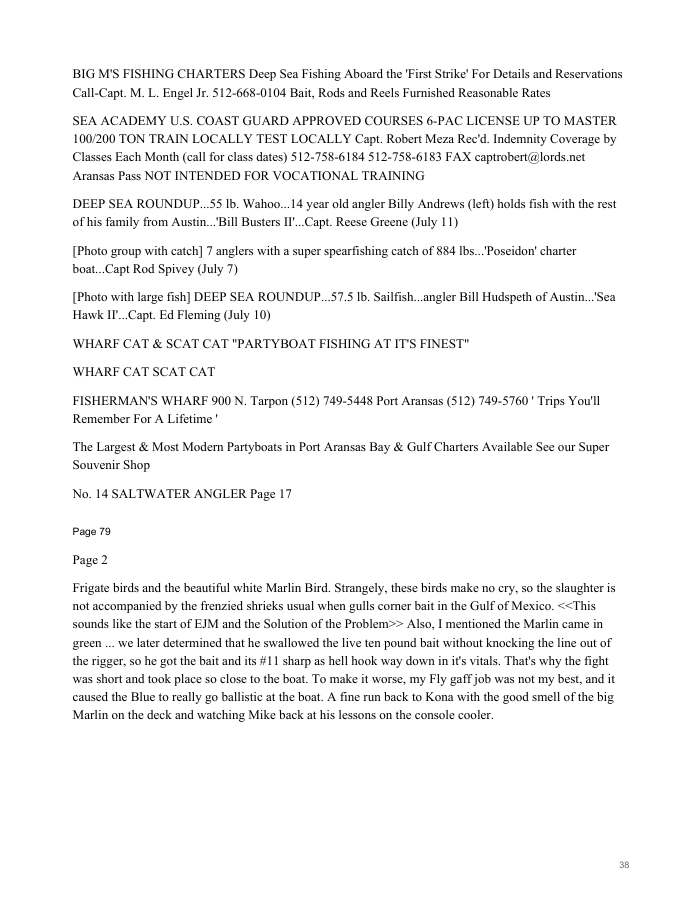 BIG M'S FISHING CHARTERS Deep Sea Fishing Aboard the 'First Strike' For Details and Reservations
Call-Capt. M. L. Engel Jr. 512-668-0104 Bait, Rods and Reels Furnished Reasonable Rates
SEA ACADEMY U.S. COAST GUARD APPROVED COURSES 6-PAC LICENSE UP TO MASTER
100/200 TON TRAIN LOCALLY TEST LOCALLY Capt. Robert Meza Rec'd. Indemnity Coverage by
Classes Each Month (call for class dates) 512-758-6184 512-758-6183 FAX captrobert@lords.net
Aransas Pass NOT INTENDED FOR VOCATIONAL TRAINING
DEEP SEA ROUNDUP...55 lb. Wahoo...14 year old angler Billy Andrews (left) holds fish with the rest
of his family from Austin...'Bill Busters II'...Capt. Reese Greene (July 11)
[Photo group with catch] 7 anglers with a super spearfishing catch of 884 lbs...'Poseidon' charter
boat...Capt Rod Spivey (July 7)
[Photo with large fish] DEEP SEA ROUNDUP...57.5 lb. Sailfish...angler Bill Hudspeth of Austin...'Sea
Hawk II'...Capt. Ed Fleming (July 10)
WHARF CAT & SCAT CAT "PARTYBOAT FISHING AT IT'S FINEST"
WHARF CAT SCAT CAT
FISHERMAN'S WHARF 900 N. Tarpon (512) 749-5448 Port Aransas (512) 749-5760 ' Trips You'll
Remember For A Lifetime '
The Largest & Most Modern Partyboats in Port Aransas Bay & Gulf Charters Available See our Super
Souvenir Shop
No. 14 SALTWATER ANGLER Page 17
Page 79
Page 2
Frigate birds and the beautiful white Marlin Bird. Strangely, these birds make no cry, so the slaughter is
not accompanied by the frenzied shrieks usual when gulls corner bait in the Gulf of Mexico. <<This
sounds like the start of EJM and the Solution of the Problem>> Also, I mentioned the Marlin came in
green ... we later determined that he swallowed the live ten pound bait without knocking the line out of
the rigger, so he got the bait and its #11 sharp as hell hook way down in it's vitals. That's why the fight
was short and took place so close to the boat. To make it worse, my Fly gaff job was not my best, and it
caused the Blue to really go ballistic at the boat. A fine run back to Kona with the good smell of the big
Marlin on the deck and watching Mike back at his lessons on the console cooler.
38